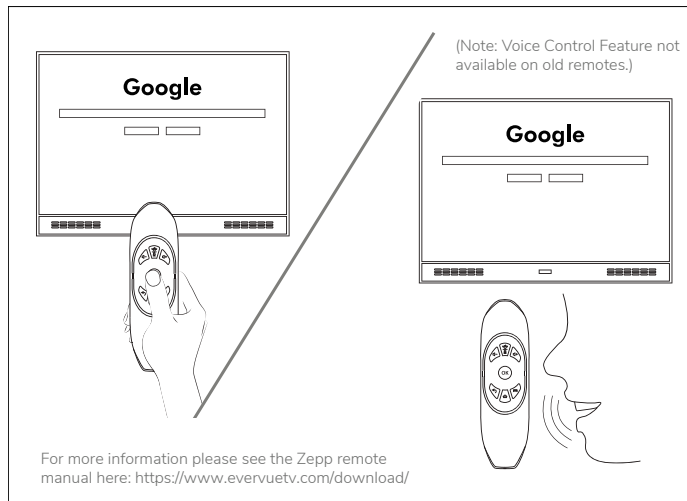 Google
(Note: Voice Control Feature not
available on old remotes.)
Google
OK
For more information please see the Zepp remote
manual here: https://www.evervuetv.com/download/